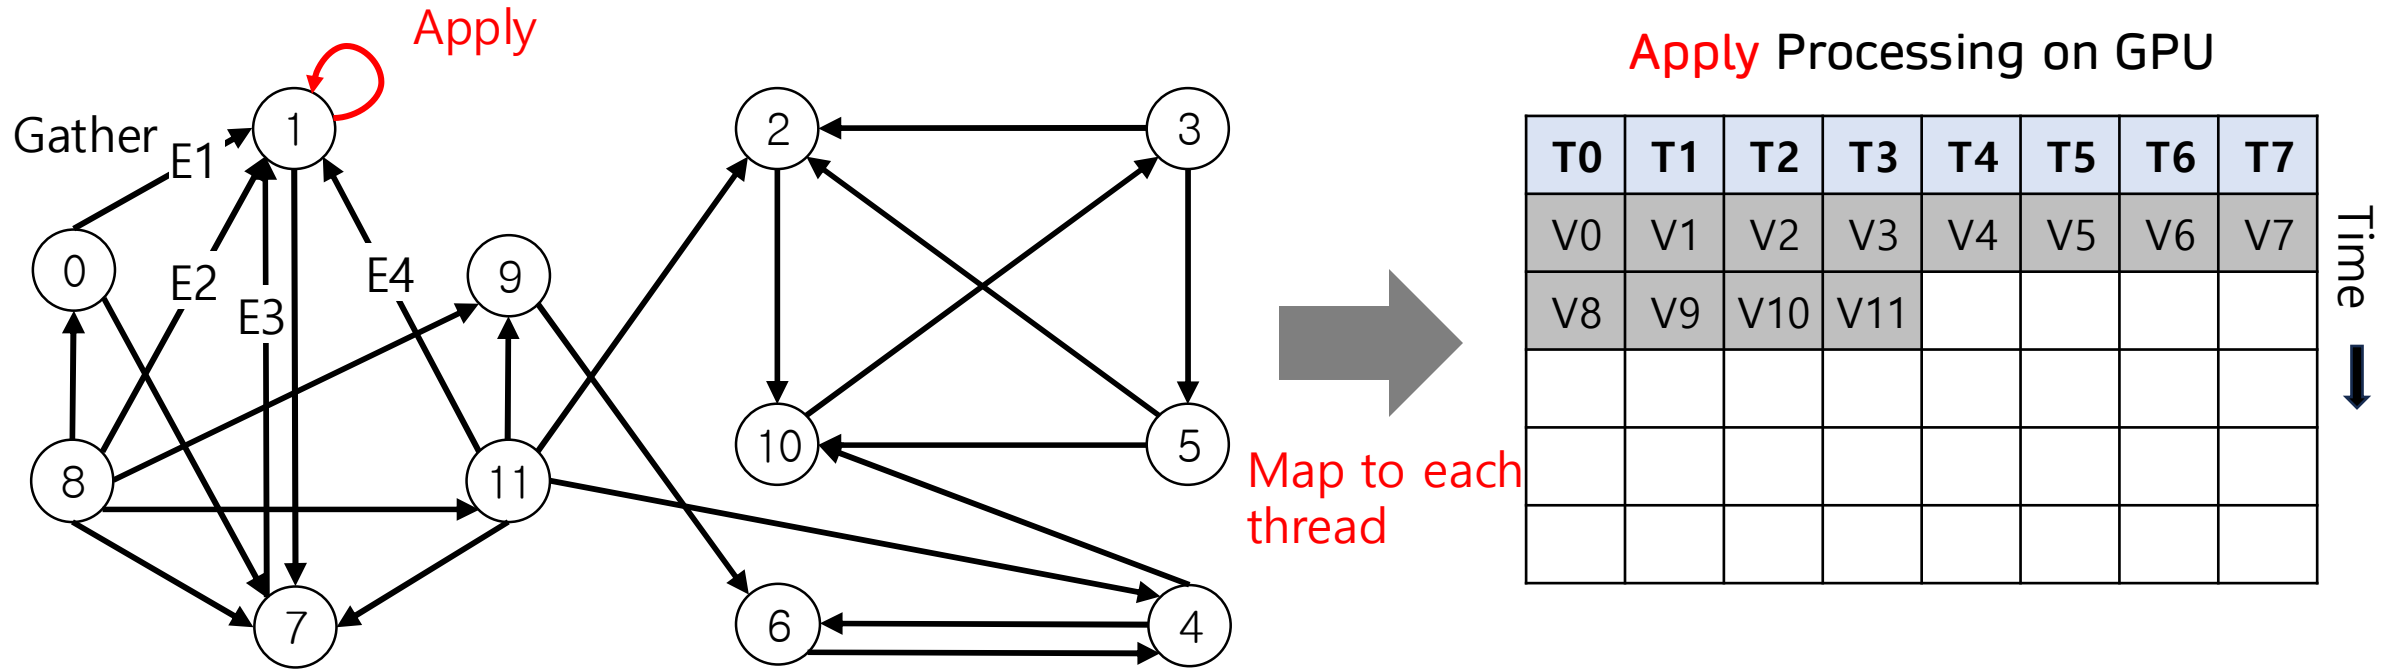 Apply
Gather
E1
E2
E3
E4
1
0
9
8
11
7
2
3
10
5
6
4
Map to each
thread
Apply Processing on GPU
T0 T1 T2 T3 T4 T5 T6 T7
V0 V1 V2 V3 V4 V5 V6 V7
V8 V9 V10 V11
Time